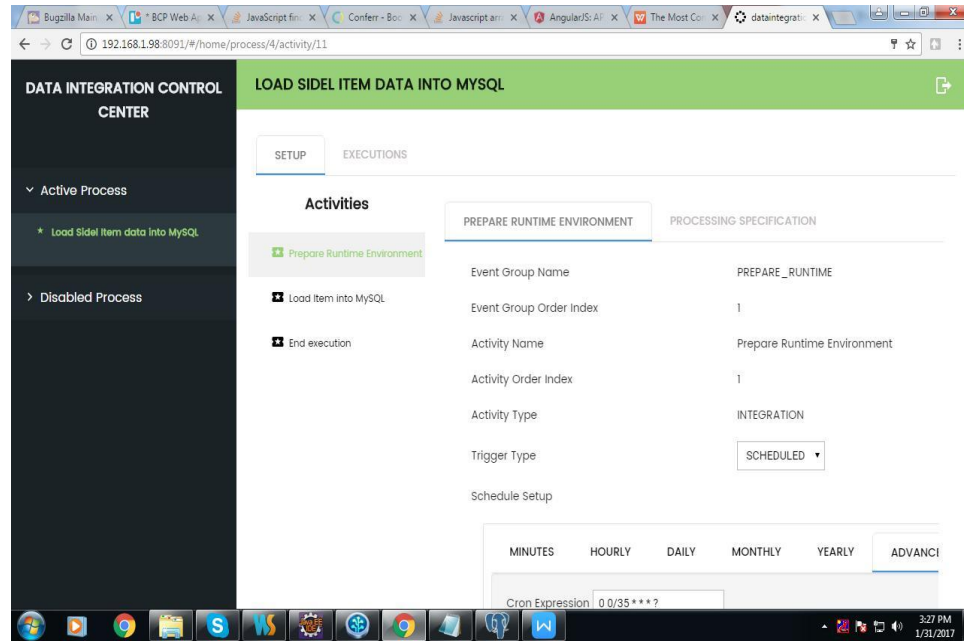 Bugzilla Main
* BCP Web Ap
JavaScript fin
Conferr - Boo
Javascript arr
AngularJS: AP
The Most Co
dataintegratio
192.168.1.98:8091/#/home/process/4/activity/11
DATA INTEGRATION CONTROL CENTER
LOAD SIDEL ITEM DATA INTO MYSQL
SETUP
EXECUTIONS
Active Process
* Load Sidel Item data into MySQL
Disabled Process
Activities
Prepare Runtime Environment
Load Item into MySQL
End execution
PREPARE RUNTIME ENVIRONMENT
PROCESSING SPECIFICATION
Event Group Name PREPARE_RUNTIME
Event Group Order Index 1
Activity Name Prepare Runtime Environment
Activity Order Index 1
Activity Type INTEGRATION
Trigger Type SCHEDULED
Schedule Setup
MINUTES HOURLY DAILY MONTHLY YEARLY ADVANCE
Cron Expression 0 0/35 * * * ?
3:27 PM
1/31/2017